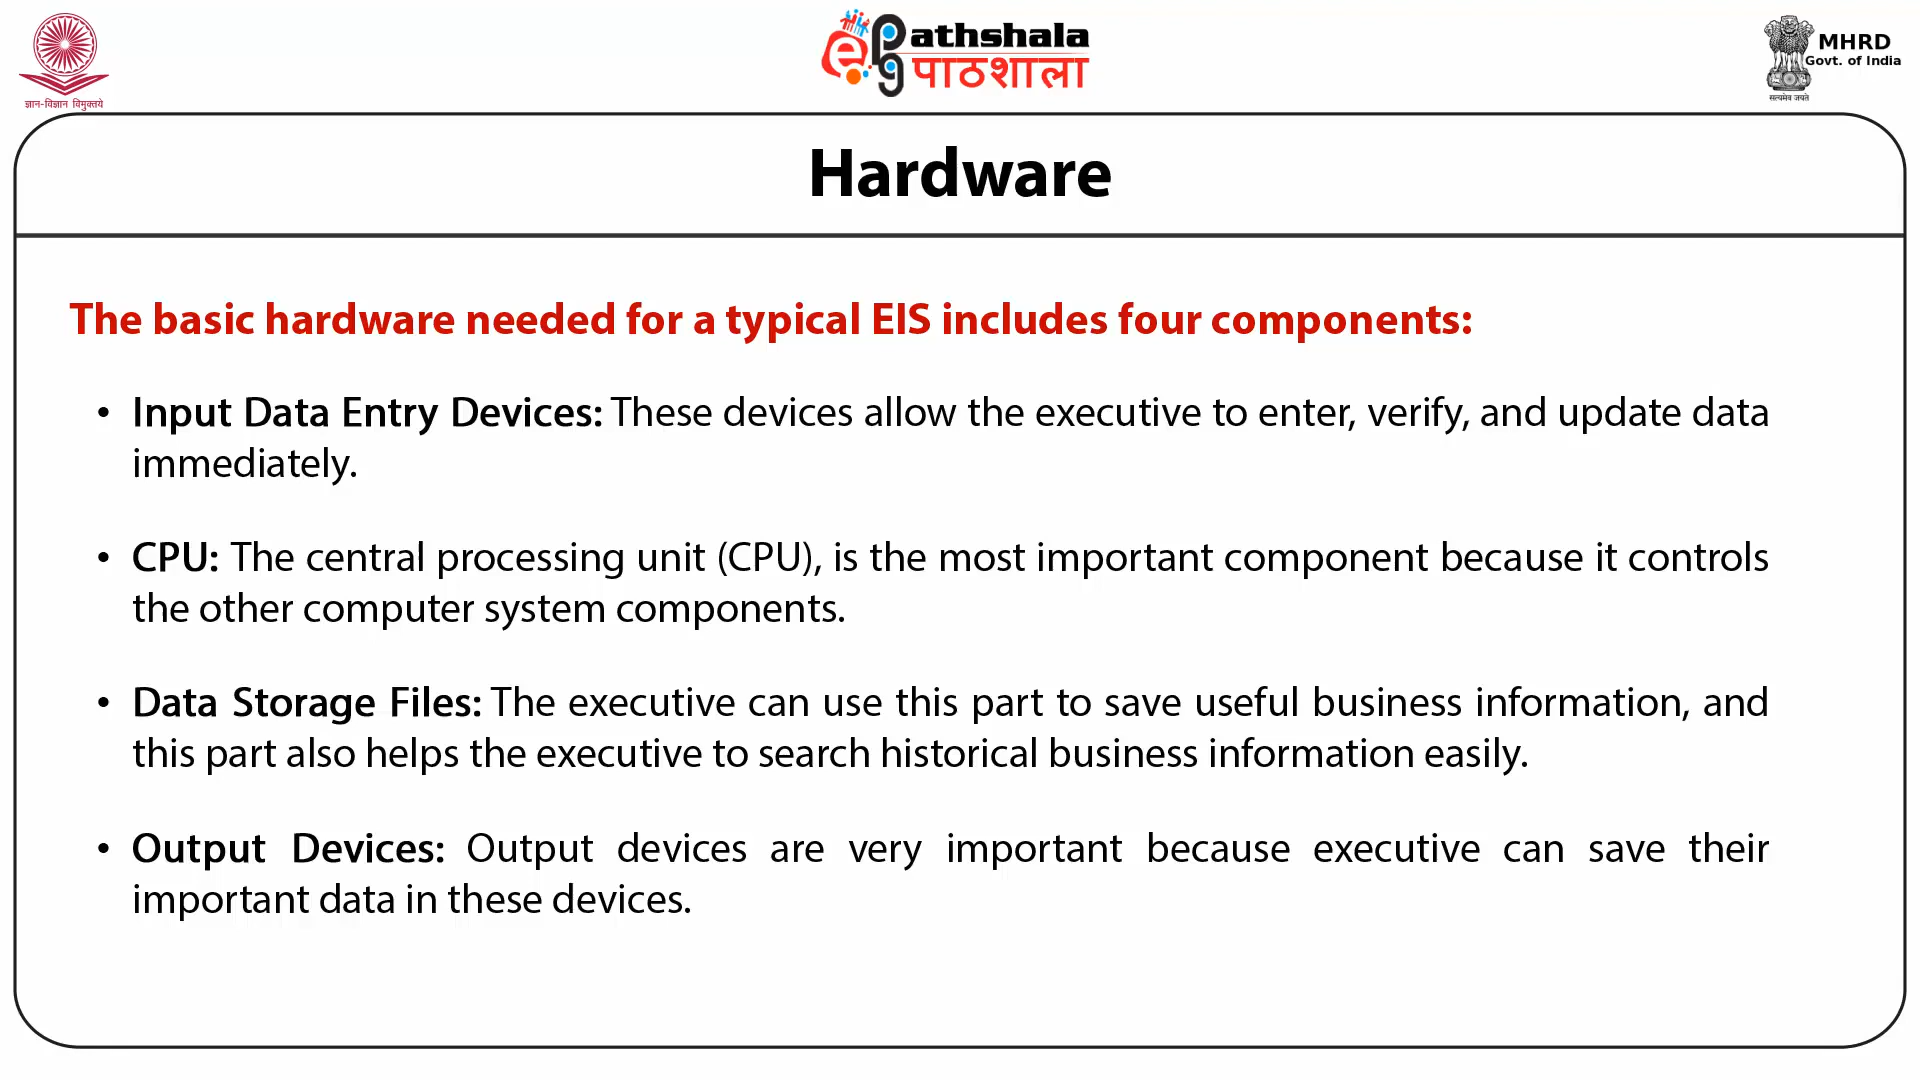 ज्ञान-विज्ञान विमुक्तये
ePg athshala
पाठशाला
MHRD
Govt. of India
सत्यमेव जयते
Hardware
The basic hardware needed for a typical EIS includes four components:
• Input Data Entry Devices: These devices allow the executive to enter, verify, and update data
immediately.
• CPU: The central processing unit (CPU), is the most important component because it controls
the other computer system components.
• Data Storage Files: The executive can use this part to save useful business information, and
this part also helps the executive to search historical business information easily.
• Output Devices: Output devices are very important because executive can save their
important data in these devices.